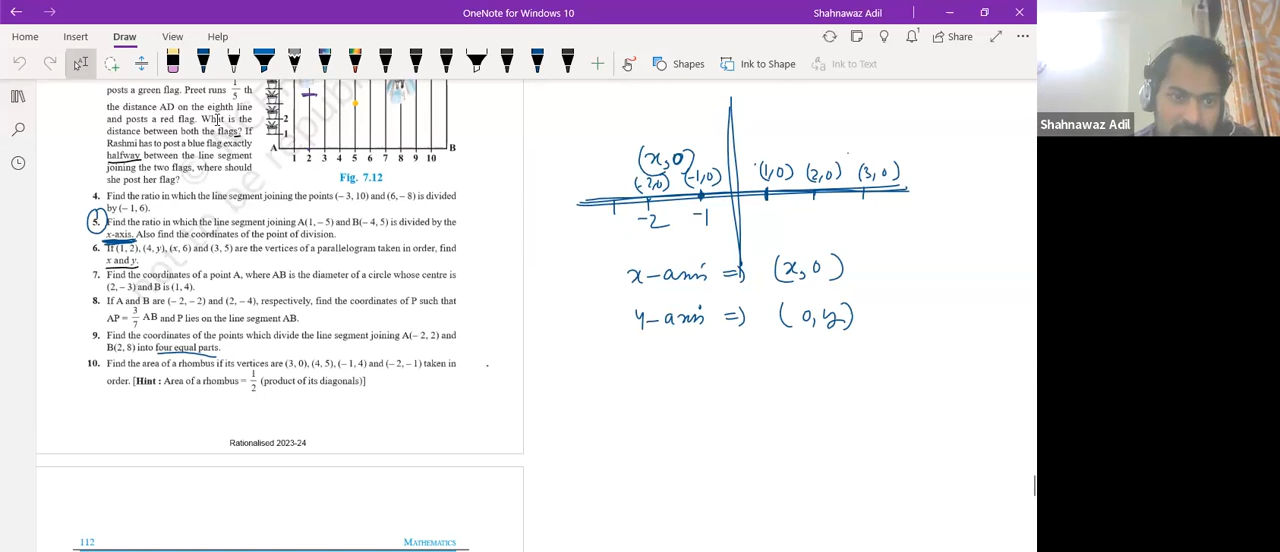 OneNote for Windows 10
Shahnawaz Adil
Home Insert Draw View Help
Share
Shapes Ink to Shape Ink to Text
Shahnawaz Adil
posts a green flag. Preet runs 1/5 th
the distance AD on the eighth line
and posts a red flag. What is the
distance between both the flags? If
Rashmi has to post a blue flag exactly
halfway between the line segment
joining the two flags, where should
she post her flag?
2
1
A B
1 2 3 4 5 6 7 8 9 10
Fig. 7.12
4. Find the ratio in which the line segment joining the points (– 3, 10) and (6, – 8) is divided
by (– 1, 6).
5. Find the ratio in which the line segment joining A(1, – 5) and B(– 4, 5) is divided by the
x-axis. Also find the coordinates of the point of division.
6. If (1, 2), (4, y), (x, 6) and (3, 5) are the vertices of a parallelogram taken in order, find
x and y.
7. Find the coordinates of a point A, where AB is the diameter of a circle whose centre is
(2, – 3) and B is (1, 4).
8. If A and B are (– 2, – 2) and (2, – 4), respectively, find the coordinates of P such that
AP = 3/7 AB and P lies on the line segment AB.
9. Find the coordinates of the points which divide the line segment joining A(– 2, 2) and
B(2, 8) into four equal parts.
10. Find the area of a rhombus if its vertices are (3, 0), (4, 5), (– 1, 4) and (– 2, – 1) taken in
order. [Hint : Area of a rhombus = 1/2 (product of its diagonals)]
Rationalised 2023-24
112 MATHEMATICS
(x, 0)
(-2,0) (-1,0) (1,0) (2,0) (3,0)
-2 -1
x-axis => (x, 0)
y-axis => (0, y)